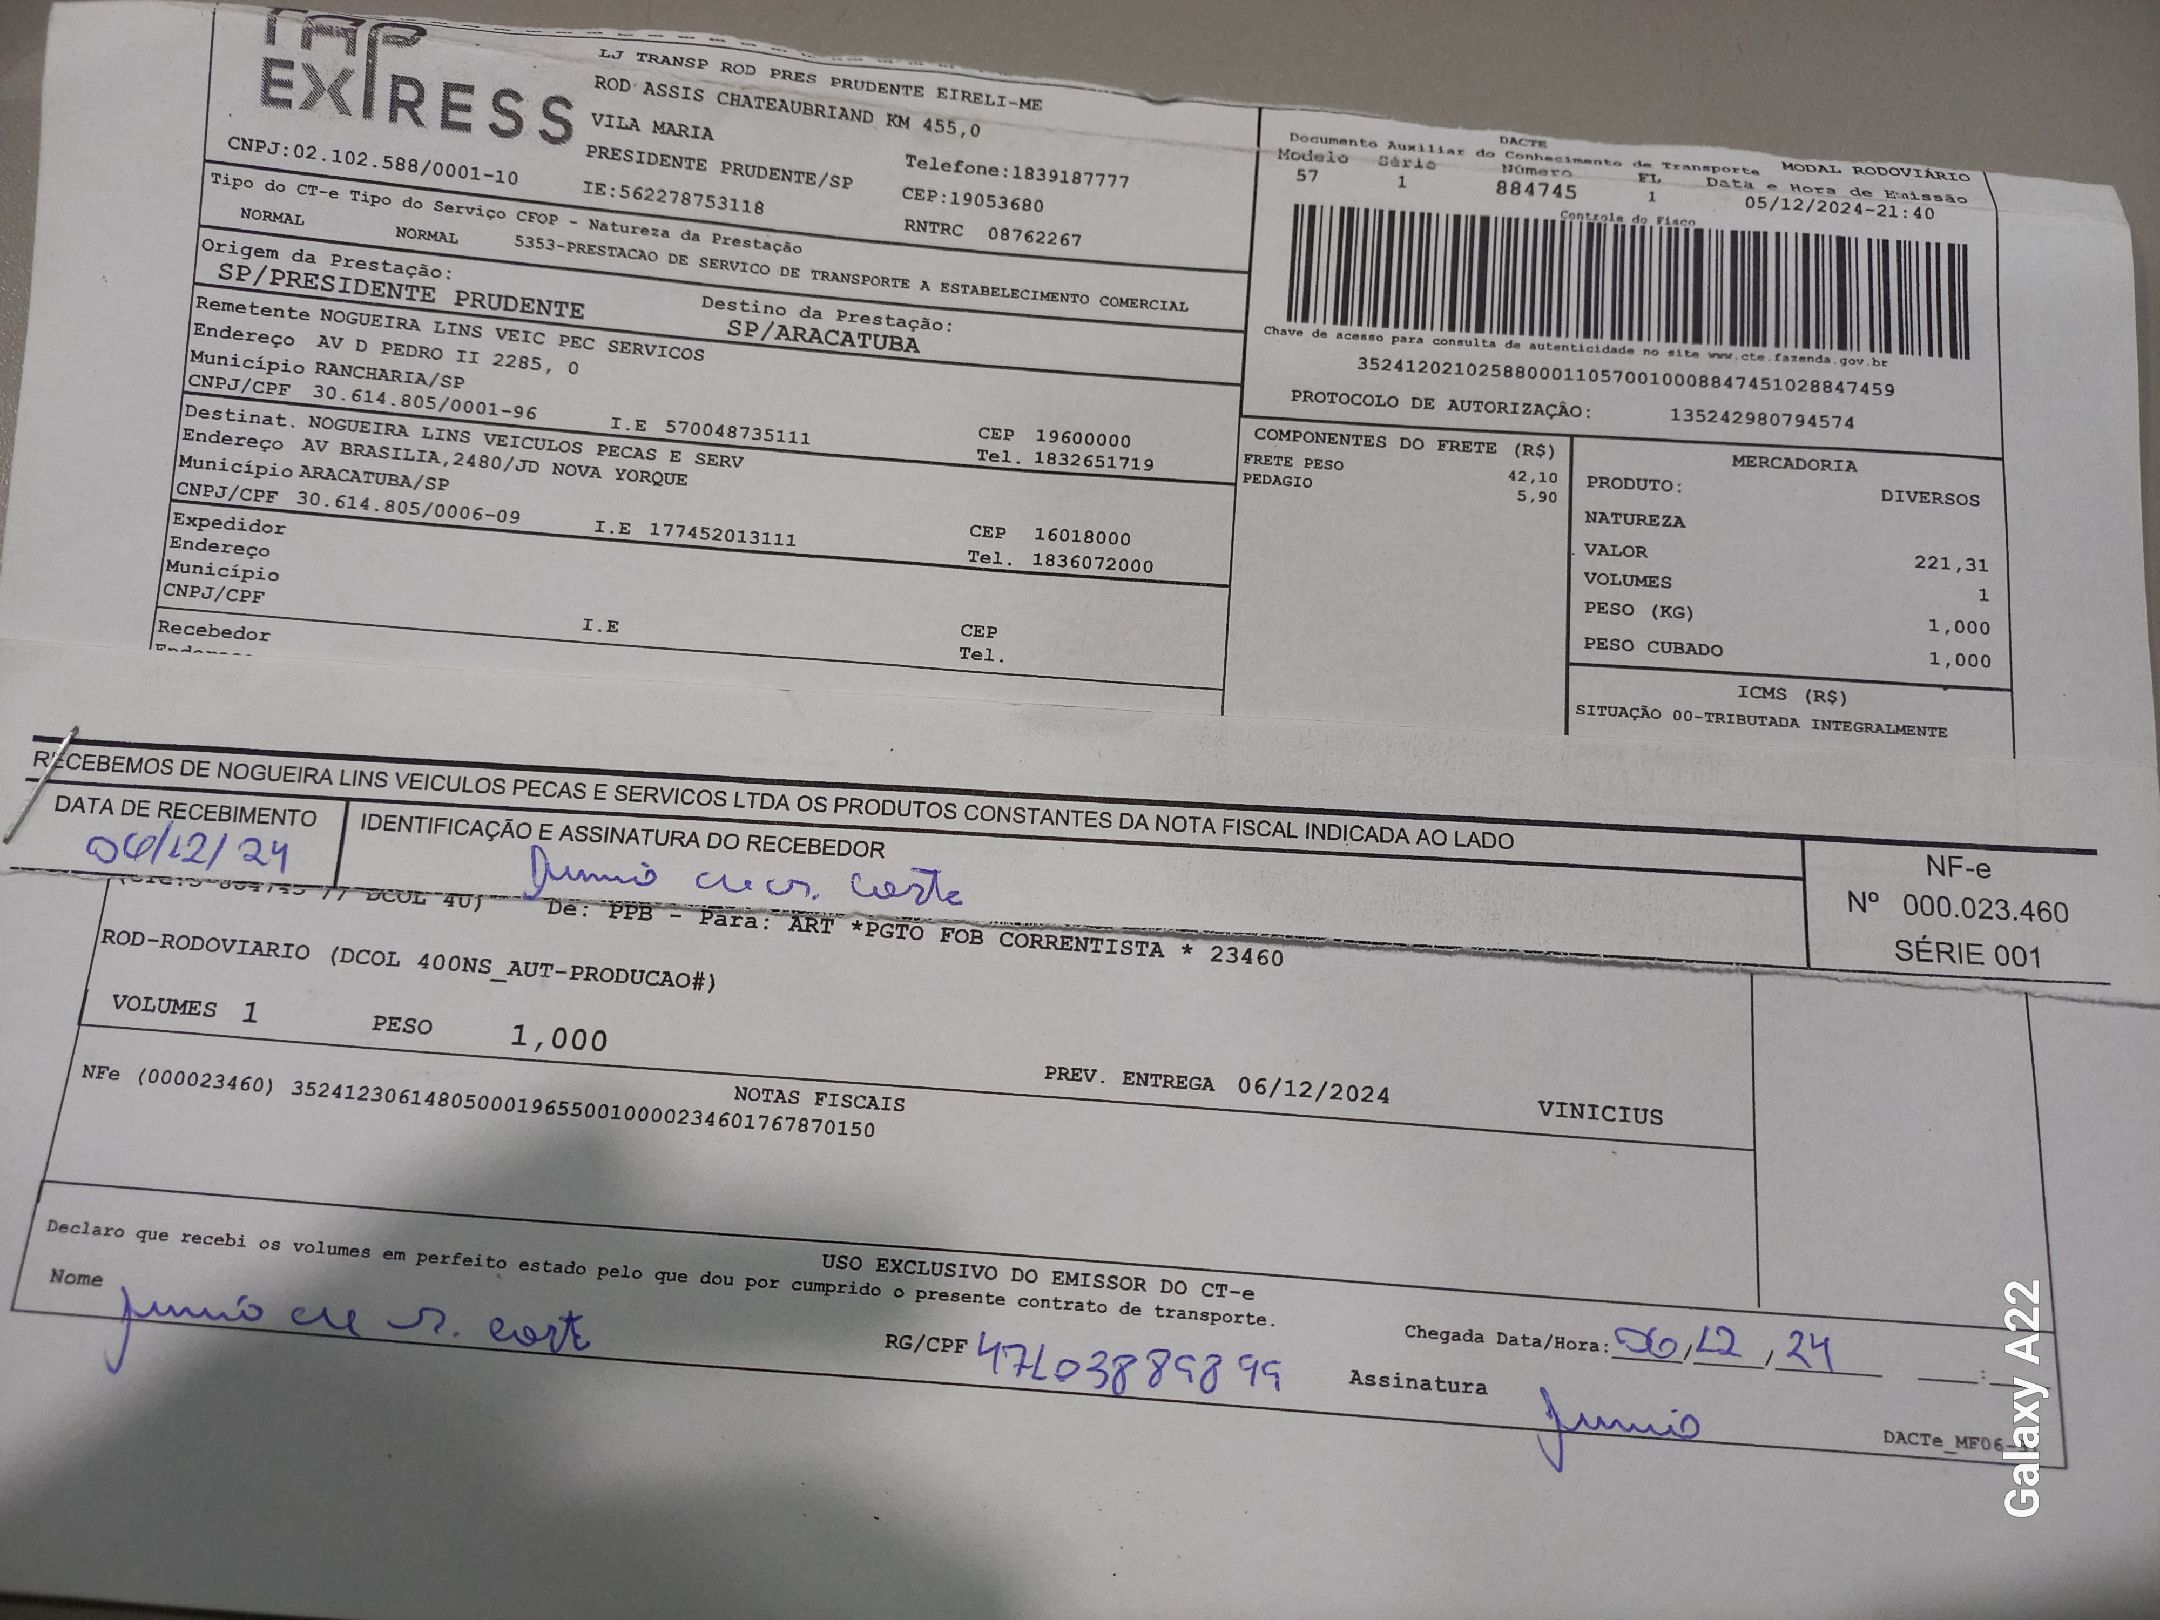 EXPRESS
LJ TRANSP ROD PRES PRUDENTE EIRELI-ME
ROD ASSIS CHATEAUBRIAND KM 455,0
VILA MARIA
PRESIDENTE PRUDENTE/SP Telefone:1839187777
CNPJ:02.102.588/0001-10 IE:562278753118 CEP:19053680
RNTRC 08762267
Tipo do CT-e Tipo do Serviço CFOP - Natureza da Prestação
NORMAL NORMAL 5353-PRESTACAO DE SERVICO DE TRANSPORTE A ESTABELECIMENTO COMERCIAL
Origem da Prestação: Destino da Prestação:
SP/PRESIDENTE PRUDENTE SP/ARACATUBA
Remetente NOGUEIRA LINS VEIC PEC SERVICOS
Endereço AV D PEDRO II 2285, 0
Município RANCHARIA/SP CEP 19600000
CNPJ/CPF 30.614.805/0001-96 I.E 570048735111 Tel. 1832651719
Destinat. NOGUEIRA LINS VEICULOS PECAS E SERV
Endereço AV BRASILIA,2480/JD NOVA YORQUE
Município ARACATUBA/SP CEP 16018000
CNPJ/CPF 30.614.805/0006-09 I.E 177452013111 Tel. 1836072000
Expedidor
Endereço
Município CEP
CNPJ/CPF I.E Tel.
Recebedor
DACTE MODAL RODOVIÁRIO
Documento Auxiliar do Conhecimento de Transporte
Modelo Série Número FL Data e Hora de Emissão
57 1 884745 1 05/12/2024-21:40
Controle do Fisco
Chave de acesso para consulta de autenticidade no site www.cte.fazenda.gov.br
35241202102588000110570010008847451028847459
PROTOCOLO DE AUTORIZAÇÂO: 135242980794574
COMPONENTES DO FRETE (R$)
FRETE PESO 42,10
PEDAGIO 5,90
MERCADORIA
PRODUTO: DIVERSOS
NATUREZA
VALOR 221,31
VOLUMES 1
PESO (KG) 1,000
PESO CUBADO 1,000
ICMS (R$)
SITUAÇÃO 00-TRIBUTADA INTEGRALMENTE
RECEBEMOS DE NOGUEIRA LINS VEICULOS PECAS E SERVICOS LTDA OS PRODUTOS CONSTANTES DA NOTA FISCAL INDICADA AO LADO
DATA DE RECEBIMENTO IDENTIFICAÇÃO E ASSINATURA DO RECEBEDOR
06/12/24 Junio
NF-e
Nº 000.023.460
SÉRIE 001
De: PPB - Para: ART *PGTO FOB CORRENTISTA * 23460
ROD-RODOVIARIO (DCOL 400NS_AUT-PRODUCAO#)
VOLUMES 1 PESO 1,000 PREV. ENTREGA 06/12/2024 VINICIUS
NOTAS FISCAIS
NFe (000023460) 35241230614805000196550010000234601767870150
USO EXCLUSIVO DO EMISSOR DO CT-e
Declaro que recebi os volumes em perfeito estado pelo que dou por cumprido o presente contrato de transporte.
Nome Junio RG/CPF Chegada Data/Hora: 06,12,24 :
Assinatura Junio
DACTe_MF06-
Galaxy A22